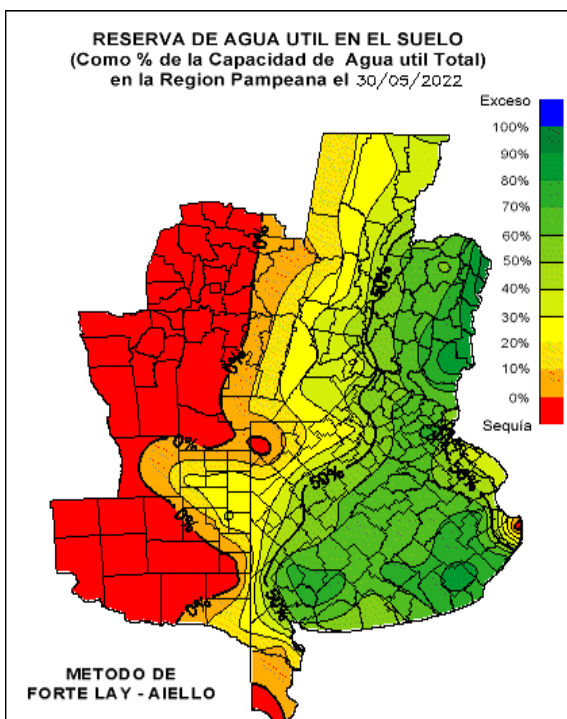 RESERVA DE AGUA UTIL EN EL SUELO
(Como % de la Capacidad de Agua util Total)
en la Region Pampeana el 30/05/2022
Exceso
100%
90%
80%
70%
60%
50%
40%
30%
20%
10%
0%
Sequía
0%
50%
0%
0%
50%
50%
0%
50%
0%
METODO DE
FORTE LAY - AIELLO